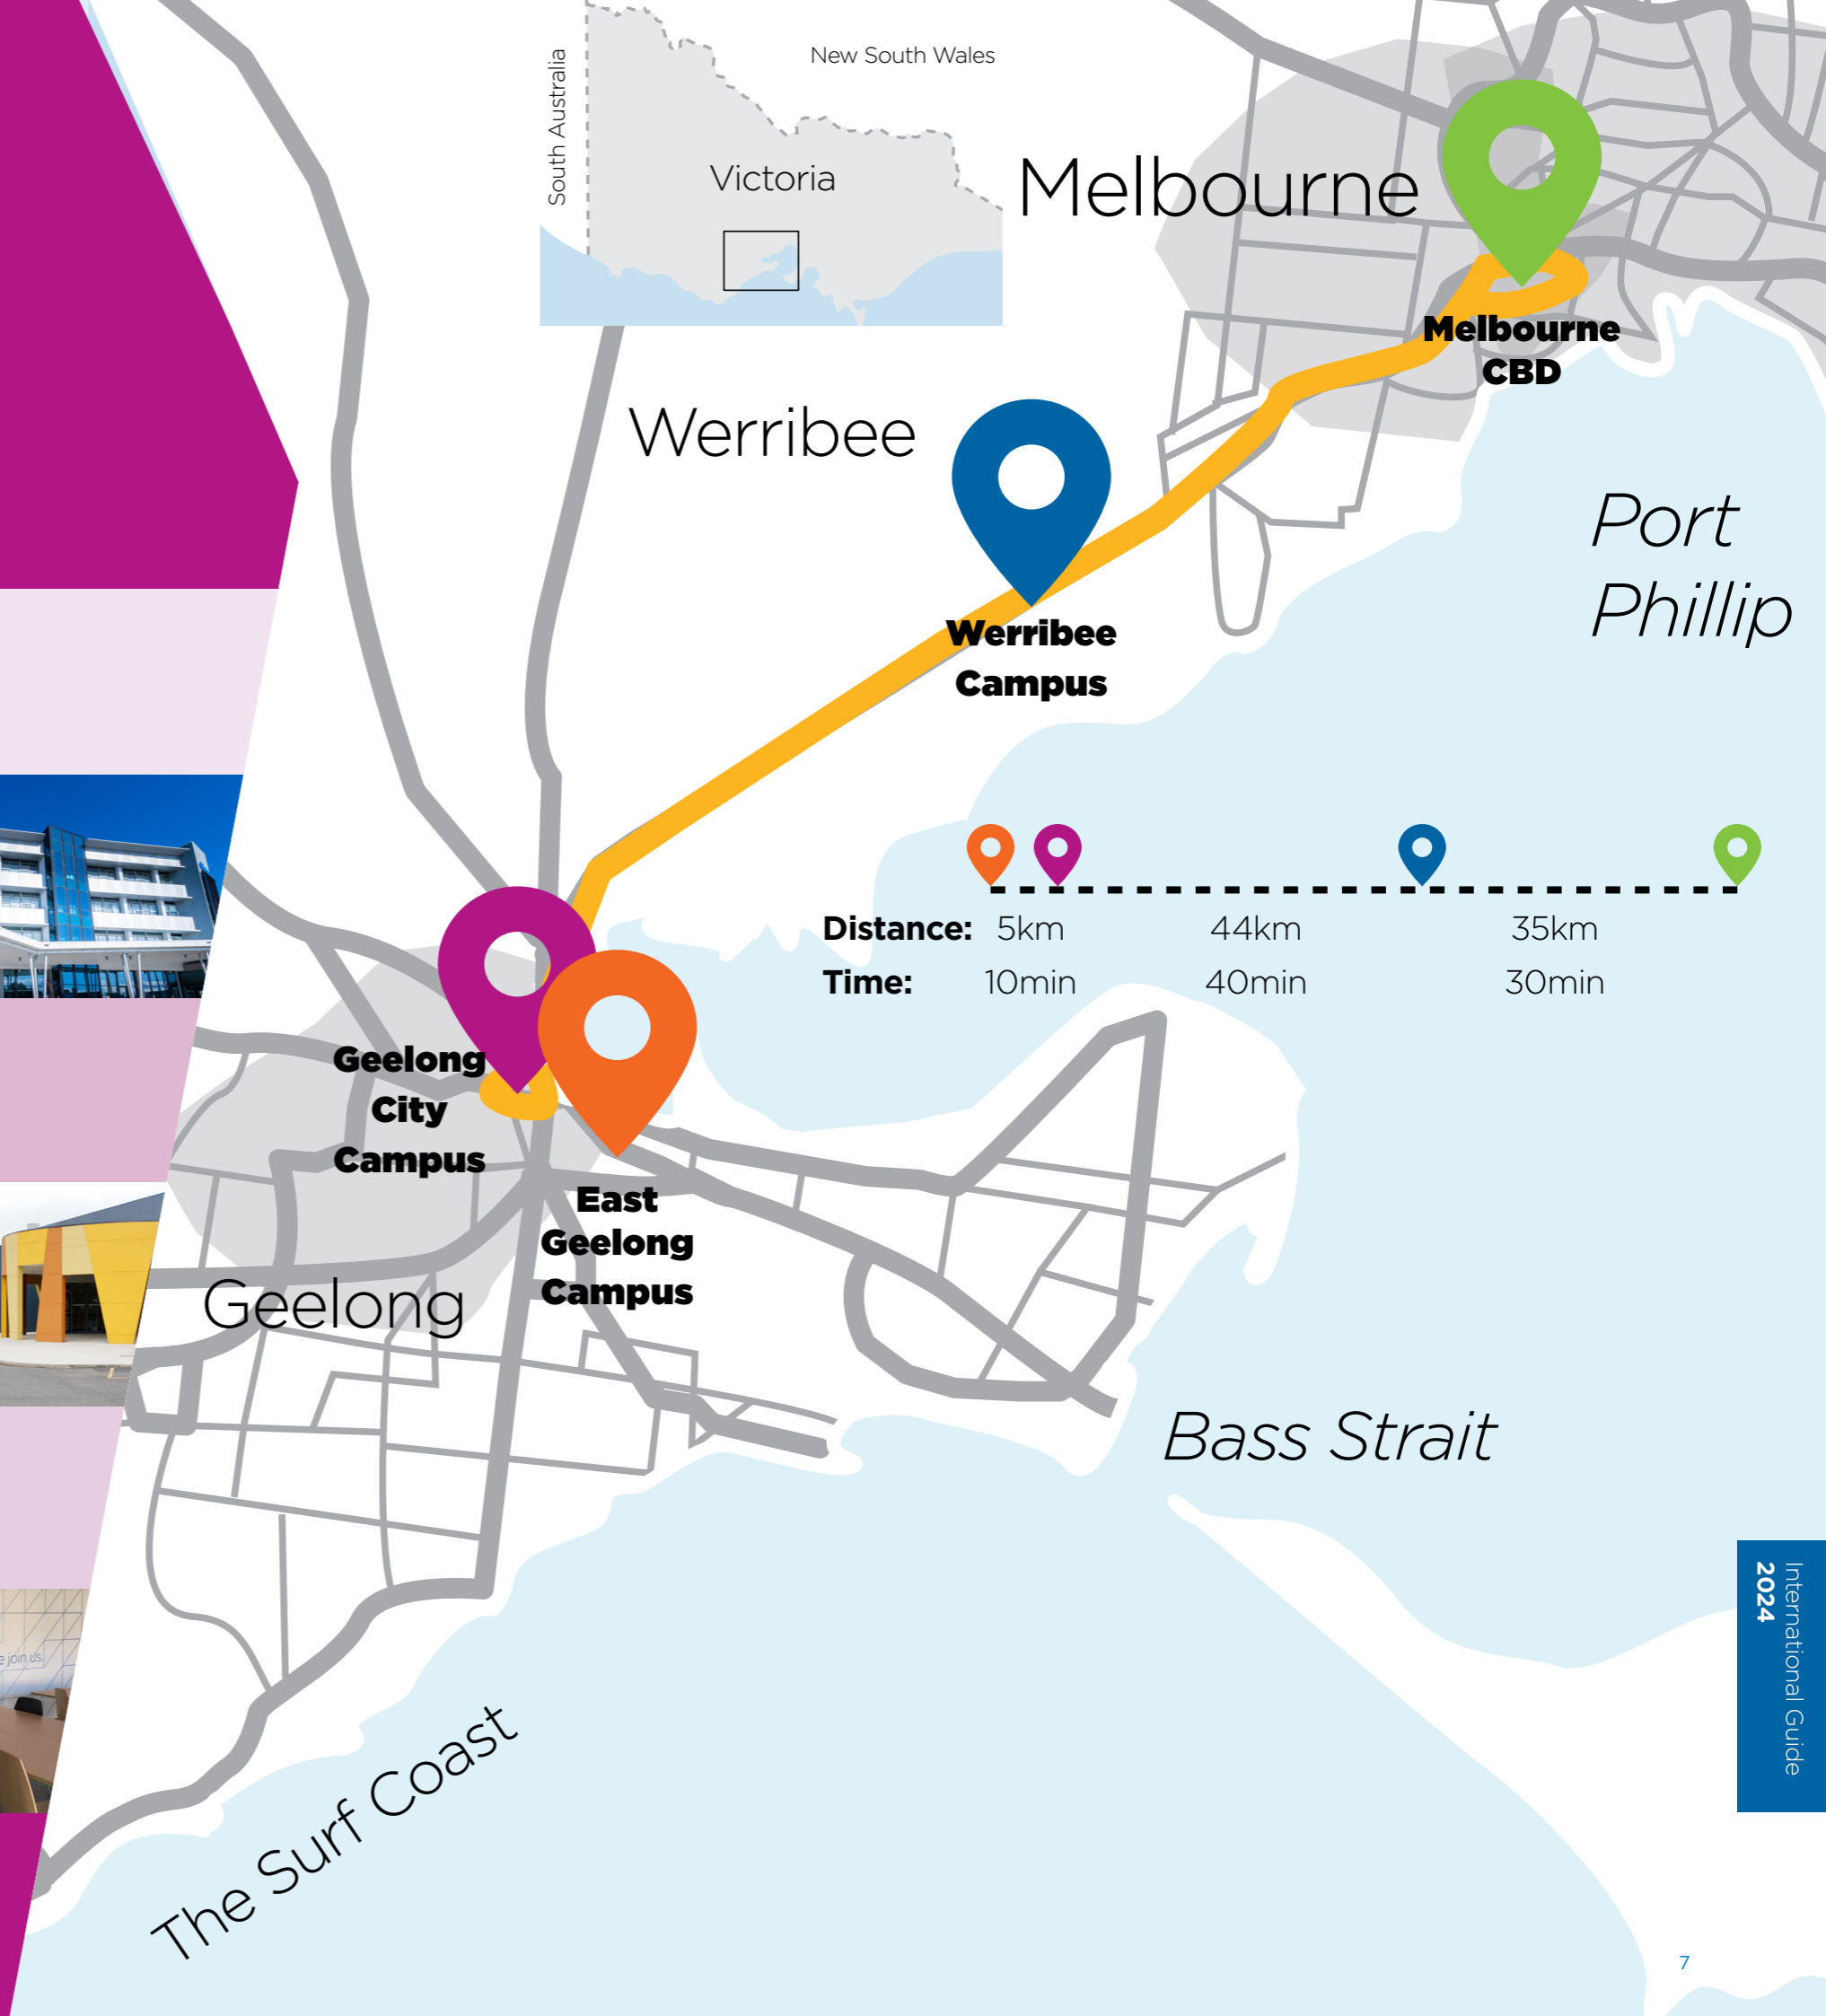 New South Wales
South Australia
Victoria
Melbourne
Melbourne
CBD
Werribee
Werribee
Campus
Port
Phillip
Distance: 5km 44km 35km
Time: 10min 40min 30min
Geelong
City
Campus
East
Geelong
Campus
Geelong
Bass Strait
The Surf Coast
International Guide
2024
join us
7